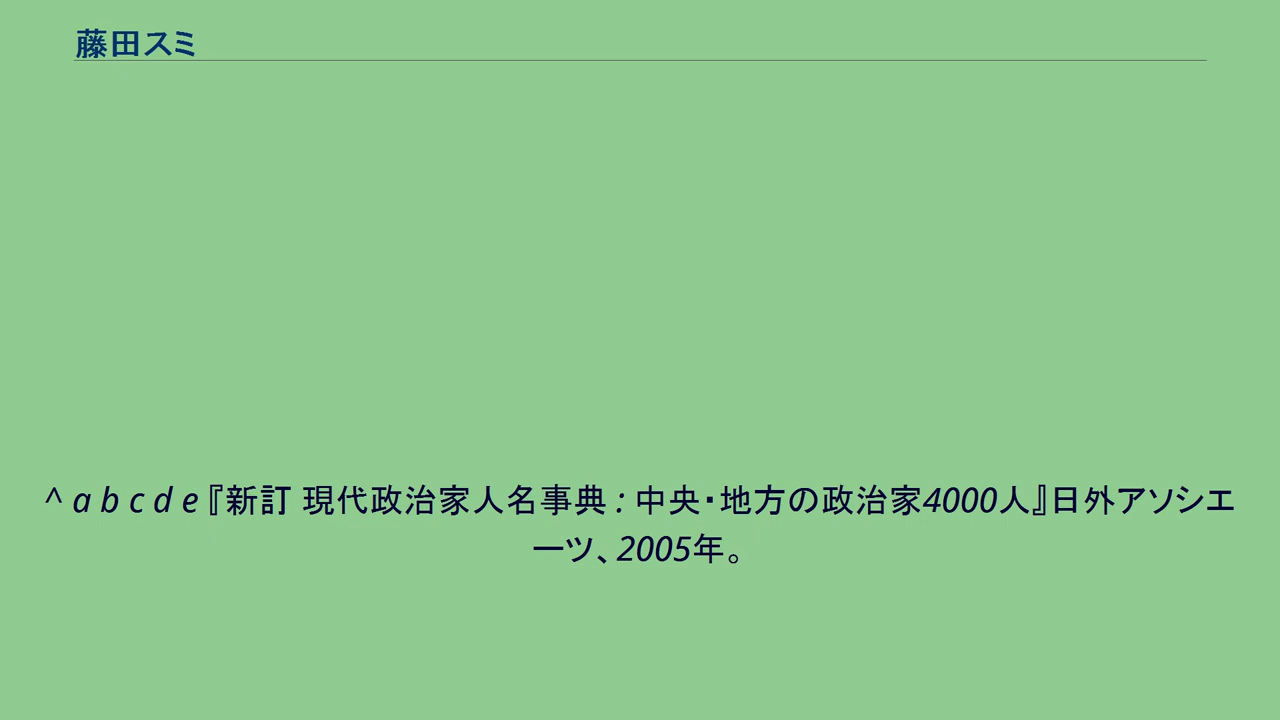 藤田スミ
^ a b c d e『新訂 現代政治家人名事典 : 中央・地方の政治家4000人』日外アソシエ
ーツ、2005年。